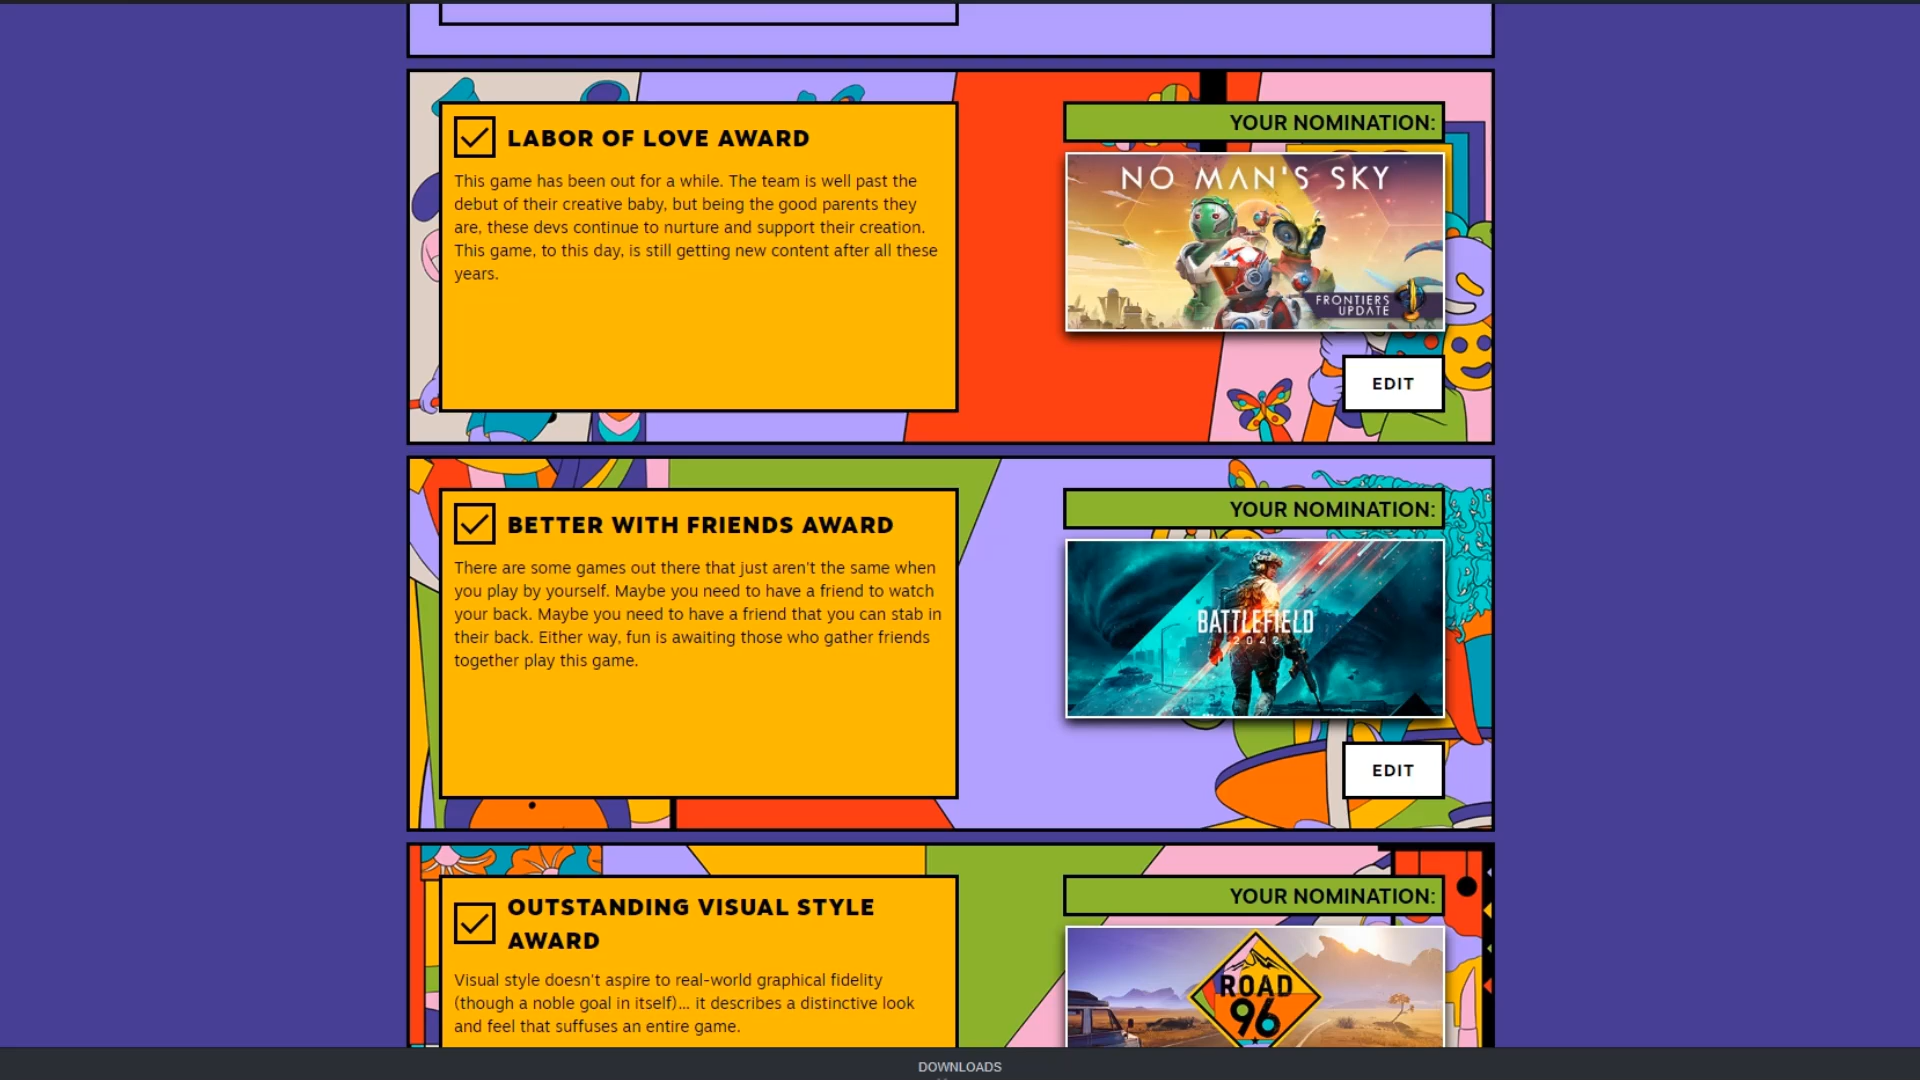 LABOR OF LOVE AWARD
This game has been out for a while. The team is well past the
debut of their creative baby, but being the good parents they
are, these devs continue to nurture and support their creation.
This game, to this day, is still getting new content after all these
years.
YOUR NOMINATION:
NO MAN'S SKY
FRONTIERS
UPDATE
EDIT
BETTER WITH FRIENDS AWARD
There are some games out there that just aren't the same when
you play by yourself. Maybe you need to have a friend to watch
your back. Maybe you need to have a friend that you can stab in
their back. Either way, fun is awaiting those who gather friends
together play this game.
YOUR NOMINATION:
BATTLEFIELD
2042
EDIT
OUTSTANDING VISUAL STYLE
AWARD
Visual style doesn't aspire to real-world graphical fidelity
(though a noble goal in itself)... it describes a distinctive look
and feel that suffuses an entire game.
YOUR NOMINATION:
ROAD
96
DOWNLOADS